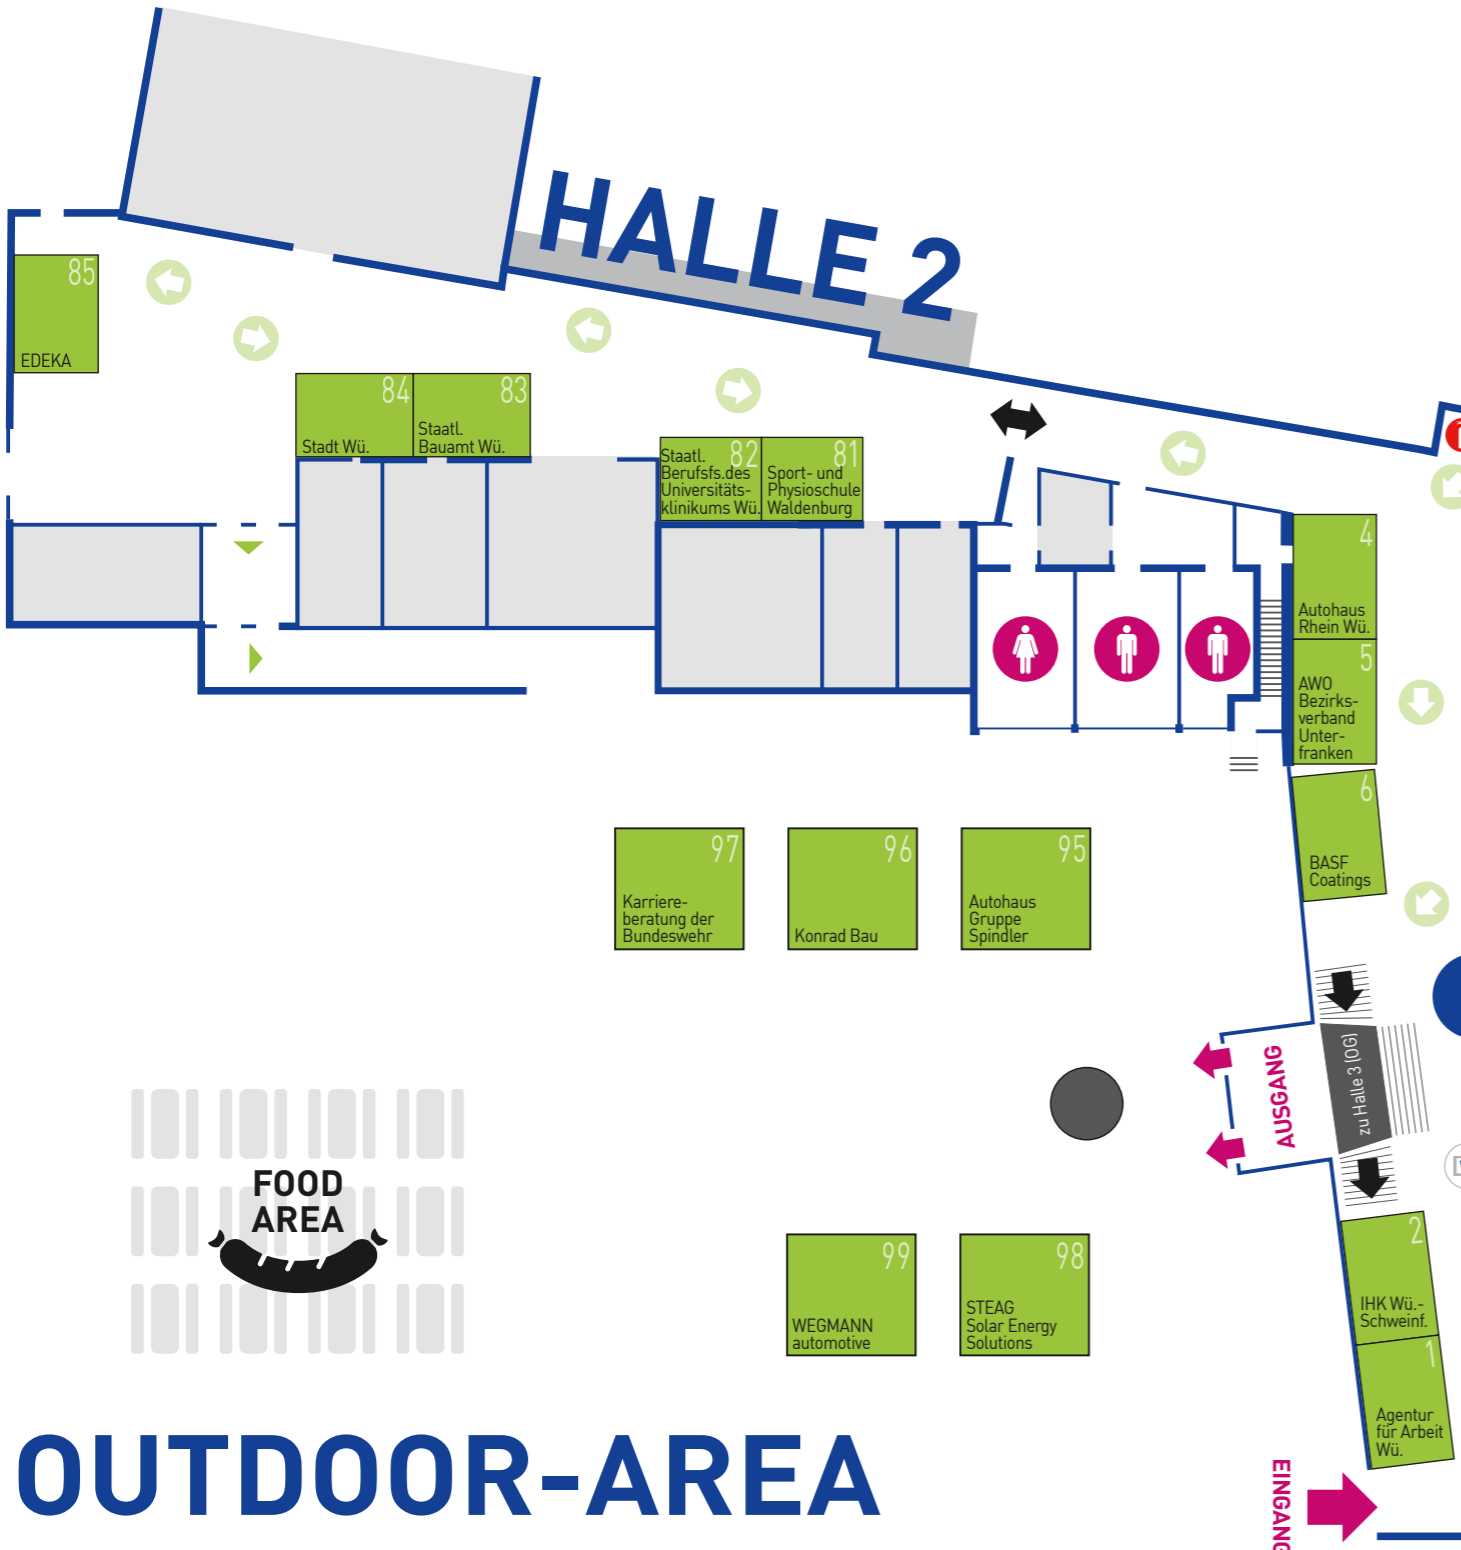 HALLE 2
85
EDEKA
84
Stadt Wü.
83
Staatl.
Bauamt Wü.
82
Staatl.
Berufsfs.des
Universitäts-
klinikums Wü.
81
Sport- und
Physioschule
Waldenburg
4
Autohaus
Rhein Wü.
5
AWO
Bezirks-
verband
Unter-
franken
6
BASF
Coatings
97
Karriere-
beratung der
Bundeswehr
96
Konrad Bau
95
Autohaus
Gruppe
Spindler
AUSGANG
zu Halle 3 (OG)
FOOD
AREA
99
WEGMANN
automotive
98
STEAG
Solar Energy
Solutions
2
IHK Wü.-
Schweinf.
1
Agentur
für Arbeit
Wü.
OUTDOOR-AREA
EINGANG